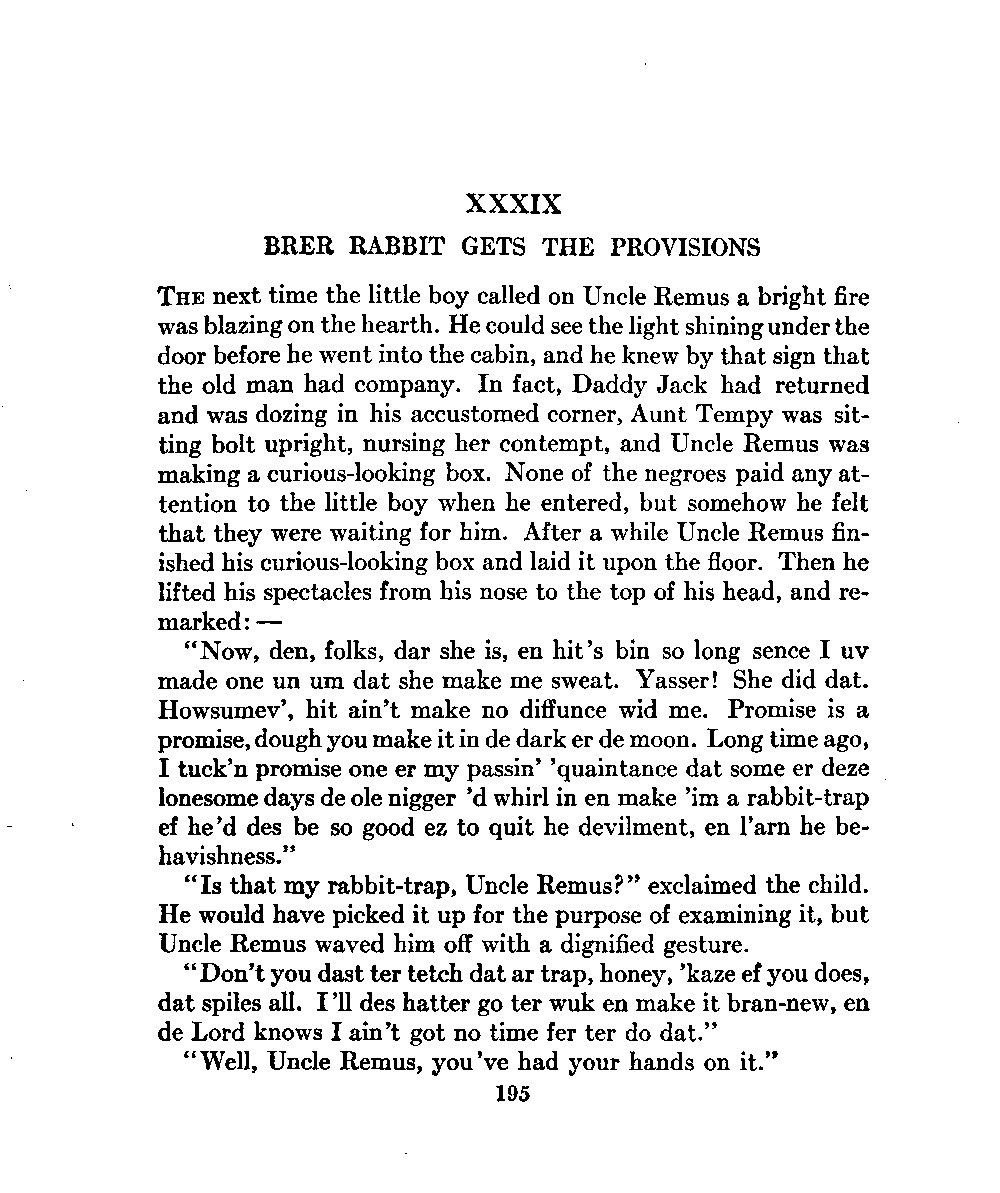 XXXIX
BRER RABBIT GETS THE PROVISIONS
THE next time the little boy called on Uncle Remus a bright fire
was blazing on the hearth. He could see the light shining under the
door before he went into the cabin, and he knew by that sign that
the old man had company. In fact, Daddy Jack had returned
and was dozing in his accustomed corner, Aunt Tempy was sit-
ting bolt upright, nursing her contempt, and Uncle Remus was
making a curious-looking box. None of the negroes paid any at-
tention to the little boy when he entered, but somehow he felt
that they were waiting for him. After a while Uncle Remus fin-
ished his curious-looking box and laid it upon the floor. Then he
lifted his spectacles from his nose to the top of his head, and re-
marked: —
"Now, den, folks, dar she is, en hit's bin so long sence I uv
made one un um dat she make me sweat. Yasser! She did dat.
Howsumev', hit ain't make no diffunce wid me. Promise is a
promise, dough you make it in de dark er de moon. Long time ago,
I tuck'n promise one er my passin' 'quaintance dat some er deze
lonesome days de ole nigger 'd whirl in en make 'im a rabbit-trap
ef he'd des be so good ez to quit he devilment, en l'arn he be-
havishness."
"Is that my rabbit-trap, Uncle Remus?" exclaimed the child.
He would have picked it up for the purpose of examining it, but
Uncle Remus waved him off with a dignified gesture.
"Don't you dast ter tetch dat ar trap, honey, 'kaze ef you does,
dat spiles all. I'll des hatter go ter wuk en make it bran-new, en
de Lord knows I ain't got no time fer ter do dat."
"Well, Uncle Remus, you've had your hands on it."
195